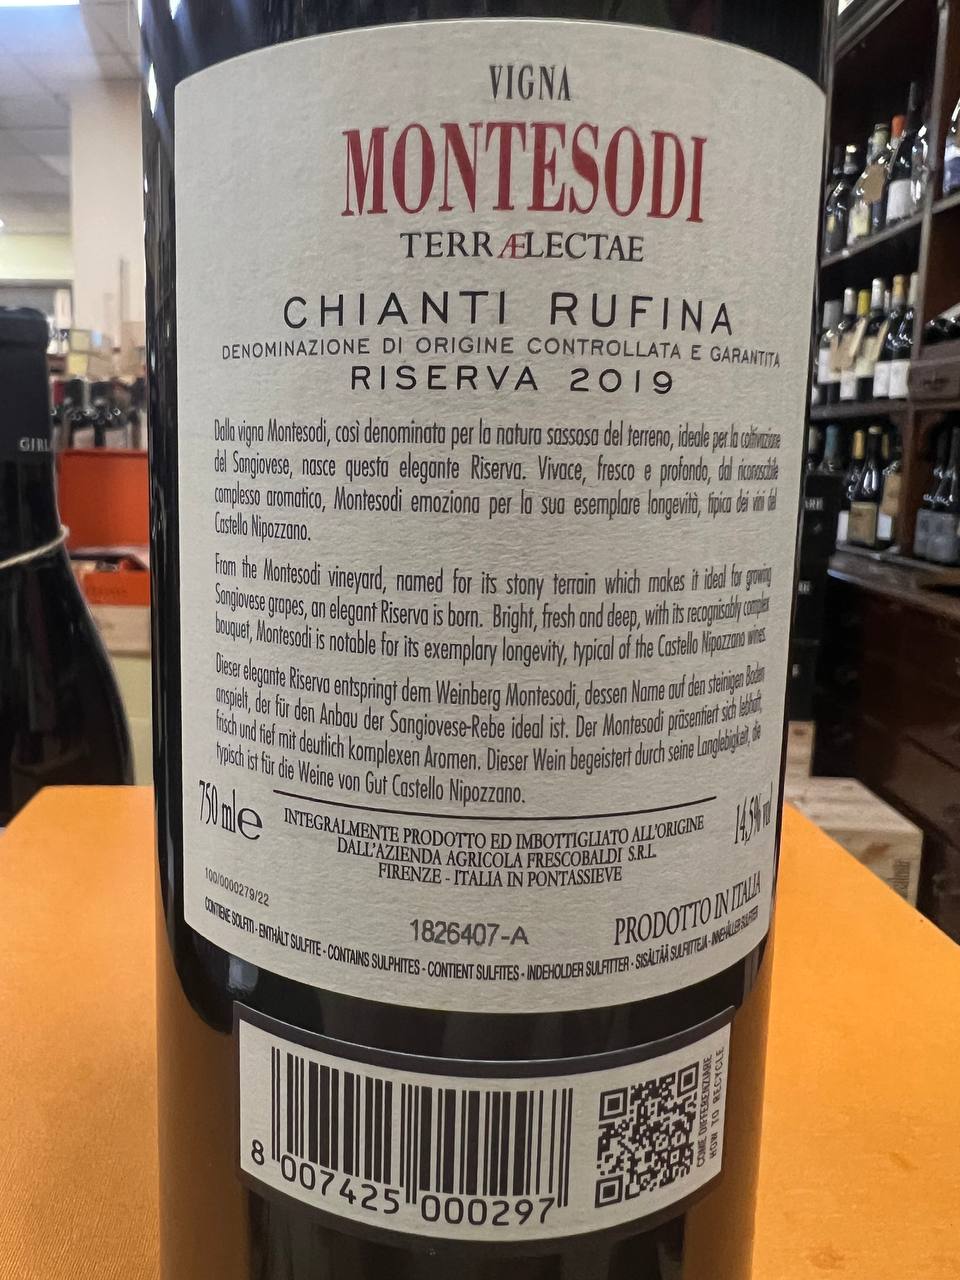 VIGNA
MONTESODI
TERRÆLECTAE
CHIANTI RUFINA
DENOMINAZIONE DI ORIGINE CONTROLLATA E GARANTITA
RISERVA 2019
Dalla vigna Montesodi, così denominata per la natura sassosa del terreno, ideale per la coltivazione
del Sangiovese, nasce questa elegante Riserva. Vivace, fresco e profondo, dal riconoscibile
complesso aromatico, Montesodi emoziona per la sua esemplare longevità, tipica dei vini del
Castello Nipozzano.
From the Montesodi vineyard, named for its stony terrain which makes it ideal for growing
Sangiovese grapes, an elegant Riserva is born. Bright, fresh and deep, with its recognisably complex
bouquet, Montesodi is notable for its exemplary longevity, typical of the Castello Nipozzano wines.
Dieser elegante Riserva entspringt dem Weinberg Montesodi, dessen Name auf den steinigen Boden
anspielt, der für den Anbau der Sangiovese-Rebe ideal ist. Der Montesodi präsentiert sich lebhaft,
frisch und tief mit deutlich komplexen Aromen. Dieser Wein begeistert durch seine Langlebigkeit, die
typisch ist für die Weine von Gut Castello Nipozzano.
750 ml e
14,5% vol
INTEGRALMENTE PRODOTTO ED IMBOTTIGLIATO ALL'ORIGINE
DALL'AZIENDA AGRICOLA FRESCOBALDI S.R.L.
FIRENZE - ITALIA IN PONTASSIEVE
100/0000279/22
1826407-A
PRODOTTO IN ITALIA
CONTIENE SOLFITI - ENTHÄLT SULFITE - CONTAINS SULPHITES - CONTIENT SULFITES - INDEHOLDER SULFITTER - SISÄLTÄÄ SULFIITTEJA - INNEHÅLLER SULFITER
8 007425 000297
COME DIFFERENZIARE
HOW TO RECYCLE
GIRL